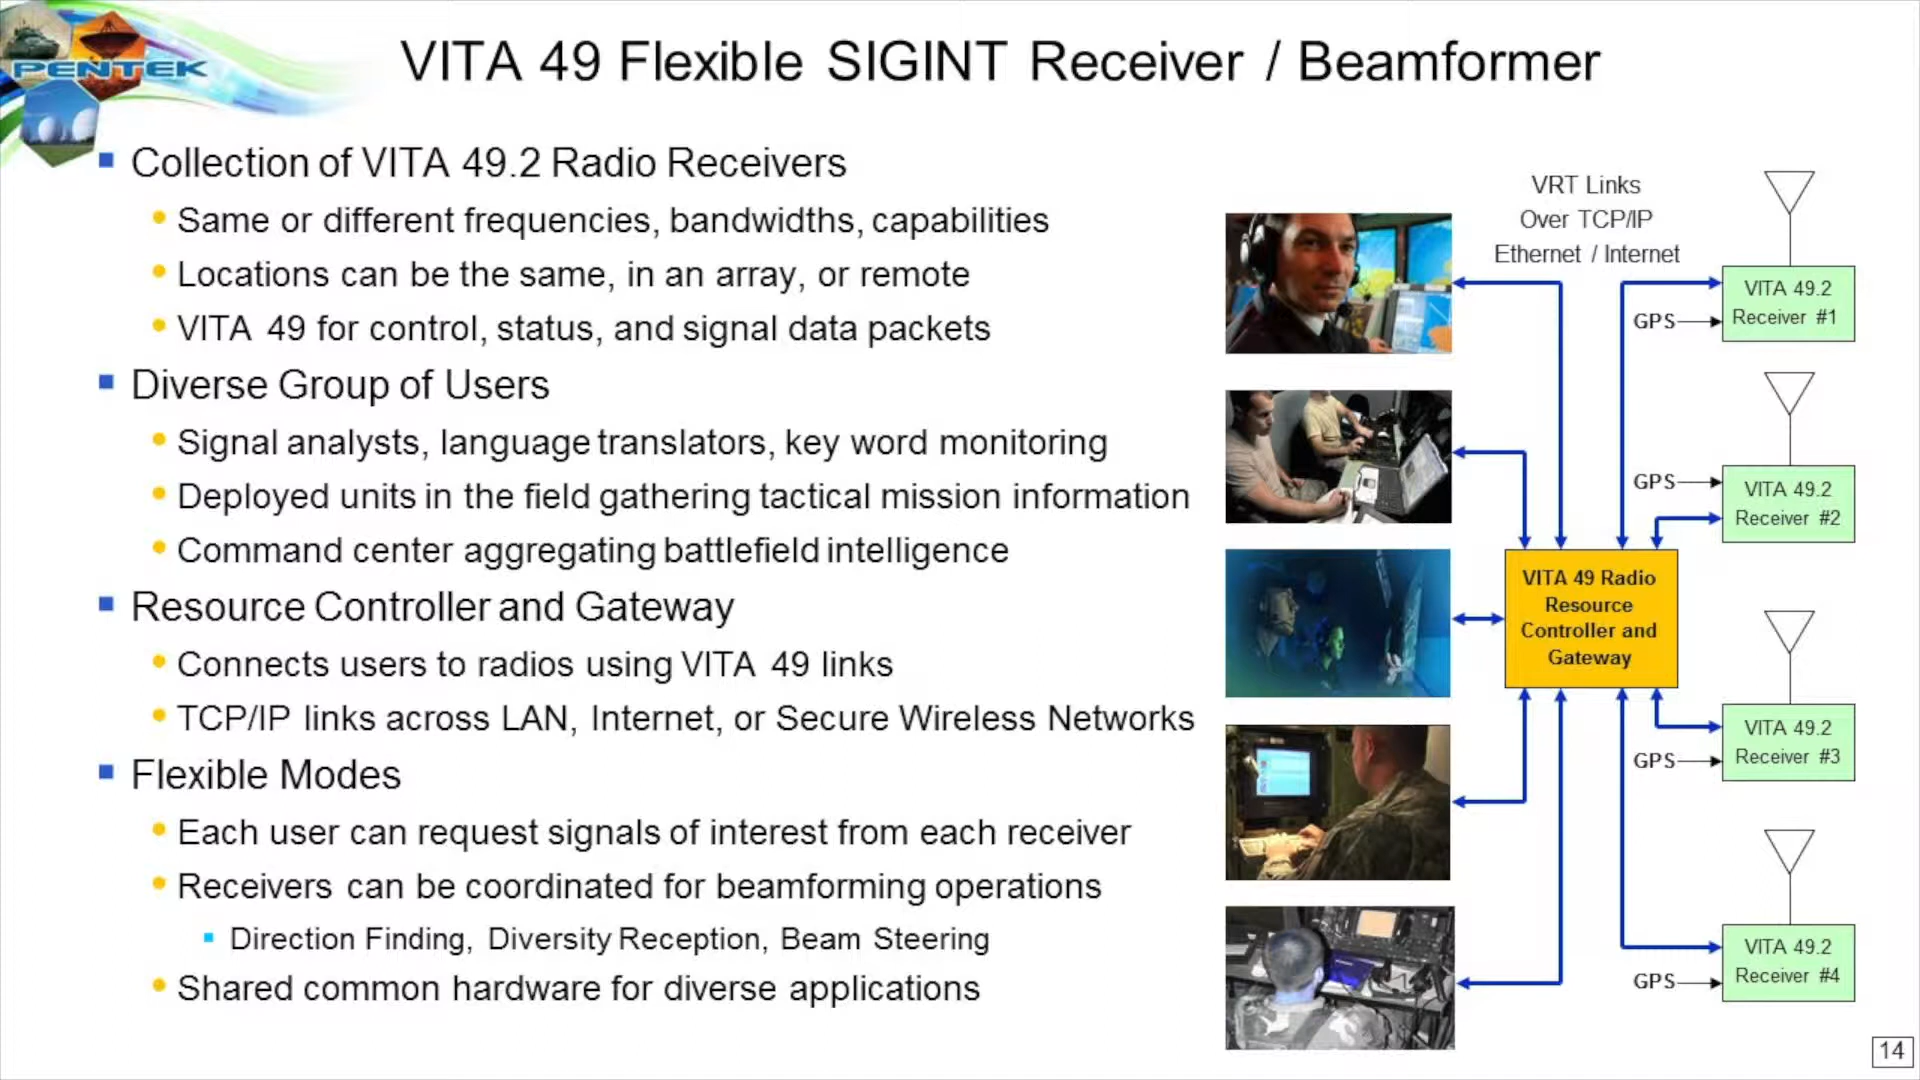 PENTEK
VITA 49 Flexible SIGINT Receiver / Beamformer
Collection of VITA 49.2 Radio Receivers
Same or different frequencies, bandwidths, capabilities
Locations can be the same, in an array, or remote
VITA 49 for control, status, and signal data packets
Diverse Group of Users
Signal analysts, language translators, key word monitoring
Deployed units in the field gathering tactical mission information
Command center aggregating battlefield intelligence
Resource Controller and Gateway
Connects users to radios using VITA 49 links
TCP/IP links across LAN, Internet, or Secure Wireless Networks
Flexible Modes
Each user can request signals of interest from each receiver
Receivers can be coordinated for beamforming operations
Direction Finding, Diversity Reception, Beam Steering
Shared common hardware for diverse applications
VRT Links
Over TCP/IP
Ethernet / Internet
VITA 49.2
Receiver #1
GPS
VITA 49.2
Receiver #2
GPS
VITA 49 Radio
Resource
Controller and
Gateway
VITA 49.2
Receiver #3
GPS
VITA 49.2
Receiver #4
GPS
14